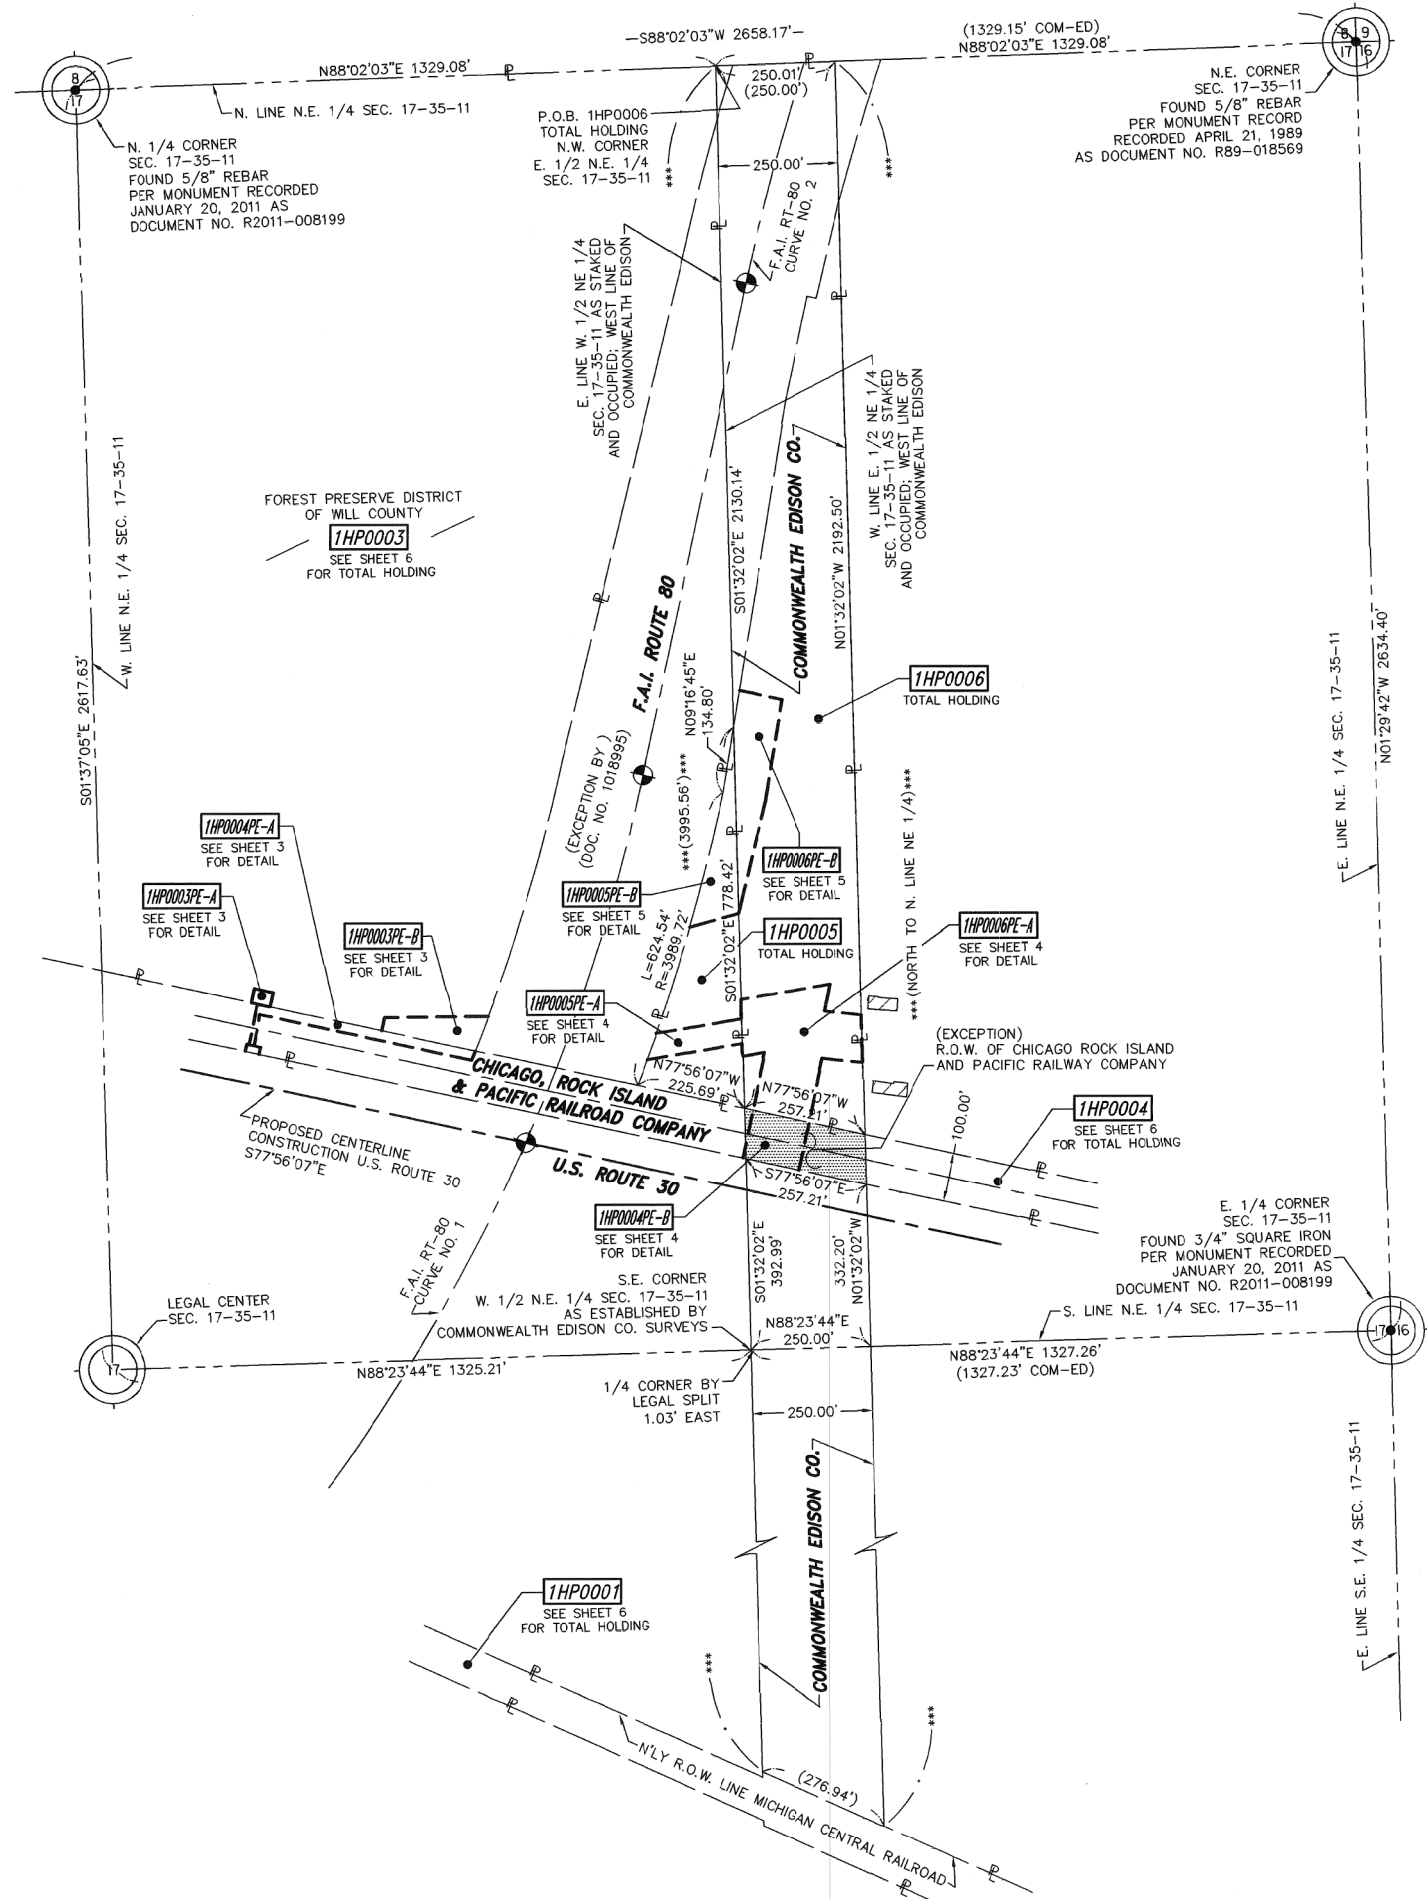 —S88°02'03"W 2658.17'—
(1329.15' COM-ED)
N88°02'03"E 1329.08'
N88°02'03"E 1329.08'
250.01'
(250.00')
8
17
8 9
17 16
N. LINE N.E. 1/4 SEC. 17-35-11
N. 1/4 CORNER
SEC. 17-35-11
FOUND 5/8" REBAR
PER MONUMENT RECORDED
JANUARY 20, 2011 AS
DOCUMENT NO. R2011-008199
P.O.B. 1HP0006
TOTAL HOLDING
N.W. CORNER
E. 1/2 N.E. 1/4
SEC. 17-35-11
N.E. CORNER
SEC. 17-35-11
FOUND 5/8" REBAR
PER MONUMENT RECORD
RECORDED APRIL 21, 1989
AS DOCUMENT NO. R89-018569
***
***
250.00'
F.A.I. RT-80
CURVE NO. 2
E. LINE W. 1/2 NE 1/4
SEC. 17-35-11 AS STAKED
AND OCCUPIED; WEST LINE OF
COMMONWEALTH EDISON
W. LINE E. 1/2 NE 1/4
SEC. 17-35-11 AS STAKED
AND OCCUPIED; WEST LINE OF
COMMONWEALTH EDISON
COMMONWEALTH EDISON CO.
S01°32'02"E 2130.14'
N01°32'02"W 2192.50'
W. LINE N.E. 1/4 SEC. 17-35-11
S01°37'05"E 2617.63'
FOREST PRESERVE DISTRICT
OF WILL COUNTY
1HP0003
SEE SHEET 6
FOR TOTAL HOLDING
F.A.I. ROUTE 80
(EXCEPTION BY )
(DOC. NO. 1018995)
N09°16'45"E
134.80'
***(3995.56')***
1HP0006
TOTAL HOLDING
E. LINE N.E. 1/4 SEC. 17-35-11
N01°29'42"W 2634.40'
1HP0004PE-A
SEE SHEET 3
FOR DETAIL
1HP0003PE-A
SEE SHEET 3
FOR DETAIL
1HP0003PE-B
SEE SHEET 3
FOR DETAIL
1HP0005PE-B
SEE SHEET 5
FOR DETAIL
1HP0006PE-B
SEE SHEET 5
FOR DETAIL
S01°32'02"E 778.42'
L=624.54'
R=3989.72'
1HP0005
TOTAL HOLDING
1HP0006PE-A
SEE SHEET 4
FOR DETAIL
***(NORTH TO N. LINE NE 1/4)***
1HP0005PE-A
SEE SHEET 4
FOR DETAIL
(EXCEPTION)
R.O.W. OF CHICAGO ROCK ISLAND
AND PACIFIC RAILWAY COMPANY
N77°56'07"W
225.69'
N77°56'07"W
257.21'
CHICAGO, ROCK ISLAND
& PACIFIC RAILROAD COMPANY
1HP0004
SEE SHEET 6
FOR TOTAL HOLDING
100.00'
PROPOSED CENTERLINE
CONSTRUCTION U.S. ROUTE 30
S77°56'07"E
U.S. ROUTE 30
S77°56'07"E
257.21'
1HP0004PE-B
SEE SHEET 4
FOR DETAIL
F.A.I. RT-80
CURVE NO. 1
S01°32'02"E
392.99'
332.20'
N01°32'02"W
E. 1/4 CORNER
SEC. 17-35-11
FOUND 3/4" SQUARE IRON
PER MONUMENT RECORDED
JANUARY 20, 2011 AS
DOCUMENT NO. R2011-008199
S.E. CORNER
W. 1/2 N.E. 1/4 SEC. 17-35-11
AS ESTABLISHED BY
COMMONWEALTH EDISON CO. SURVEYS
LEGAL CENTER
SEC. 17-35-11
S. LINE N.E. 1/4 SEC. 17-35-11
17
17 16
N88°23'44"E 1325.21'
N88°23'44"E
250.00'
N88°23'44"E 1327.26'
(1327.23' COM-ED)
1/4 CORNER BY
LEGAL SPLIT
1.03' EAST
250.00'
COMMONWEALTH EDISON CO.
E. LINE S.E. 1/4 SEC. 17-35-11
1HP0001
SEE SHEET 6
FOR TOTAL HOLDING
***
***
(276.94')
N'LY R.O.W. LINE MICHIGAN CENTRAL RAILROAD